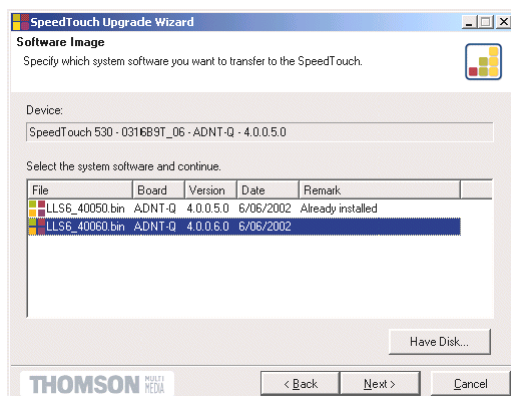 SpeedTouch Upgrade Wizard
Software Image
Specify which system software you want to transfer to the SpeedTouch.
Device:
SpeedTouch 530 - 0316B9T_06 - ADNT-Q - 4.0.0.5.0
Select the system software and continue.
File Board Version Date Remark
LLS6_40050.bin ADNT-Q 4.0.0.5.0 6/06/2002 Already installed
LLS6_40060.bin ADNT-Q 4.0.0.6.0 6/06/2002
Have Disk...
THOMSON MULTI MEDIA
< Back Next > Cancel